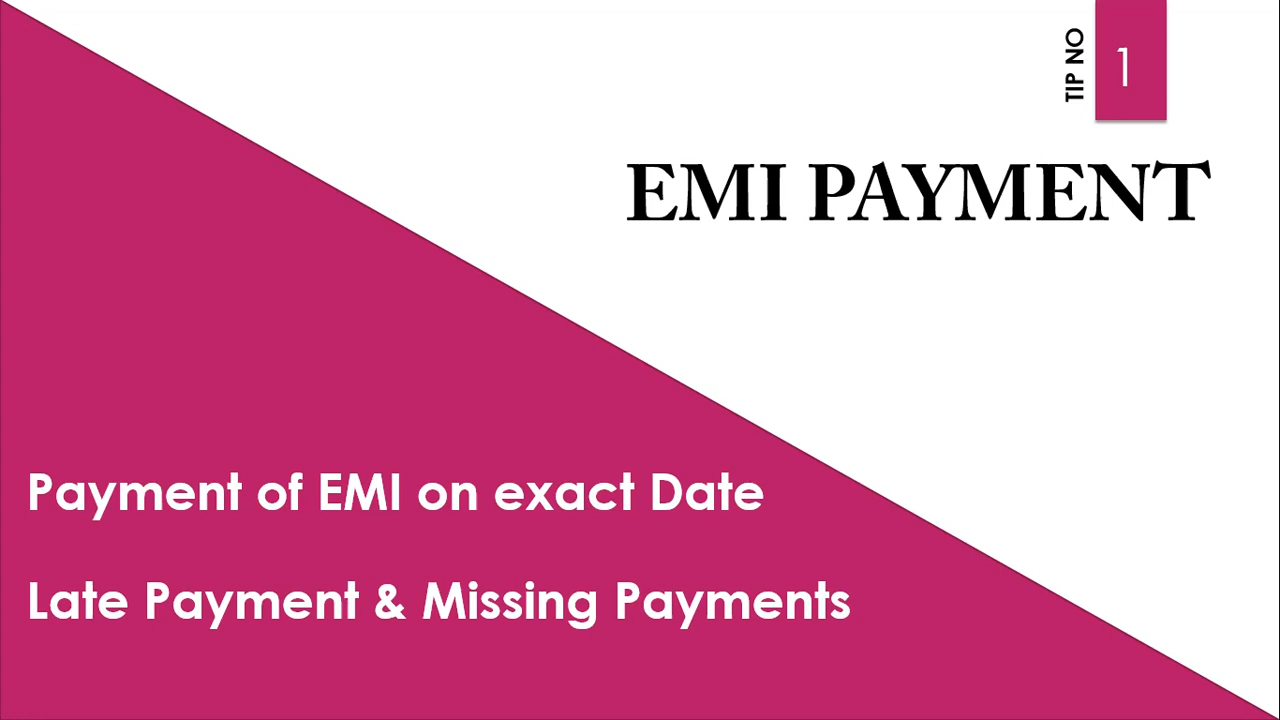 TIP NO
1
EMI PAYMENT
Payment of EMI on exact Date
Late Payment & Missing Payments